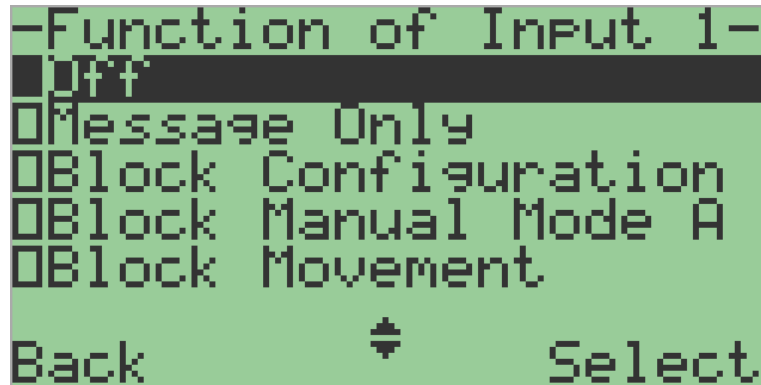 -Function of Input 1-
Off
Message Only
Block Configuration
Block Manual Mode A
Block Movement
Back Select